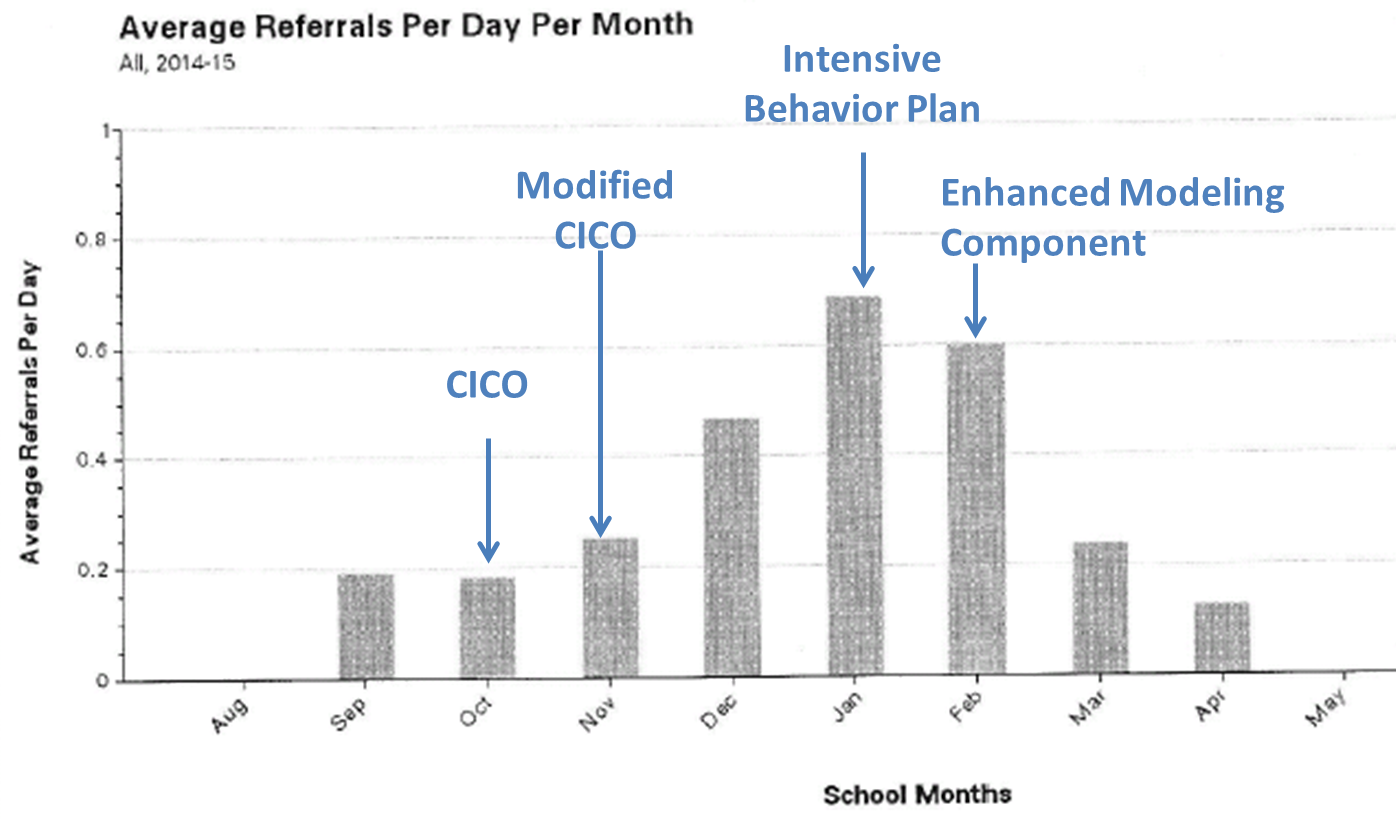 Average Referrals Per Day Per Month
All, 2014-15
Intensive
Behavior Plan
Modified
CICO
Enhanced Modeling
Component
CICO
1
0.8
0.6
0.4
0.2
0
Average Referrals Per Day
Aug
Sep
Oct
Nov
Dec
Jan
Feb
Mar
Apr
May
School Months